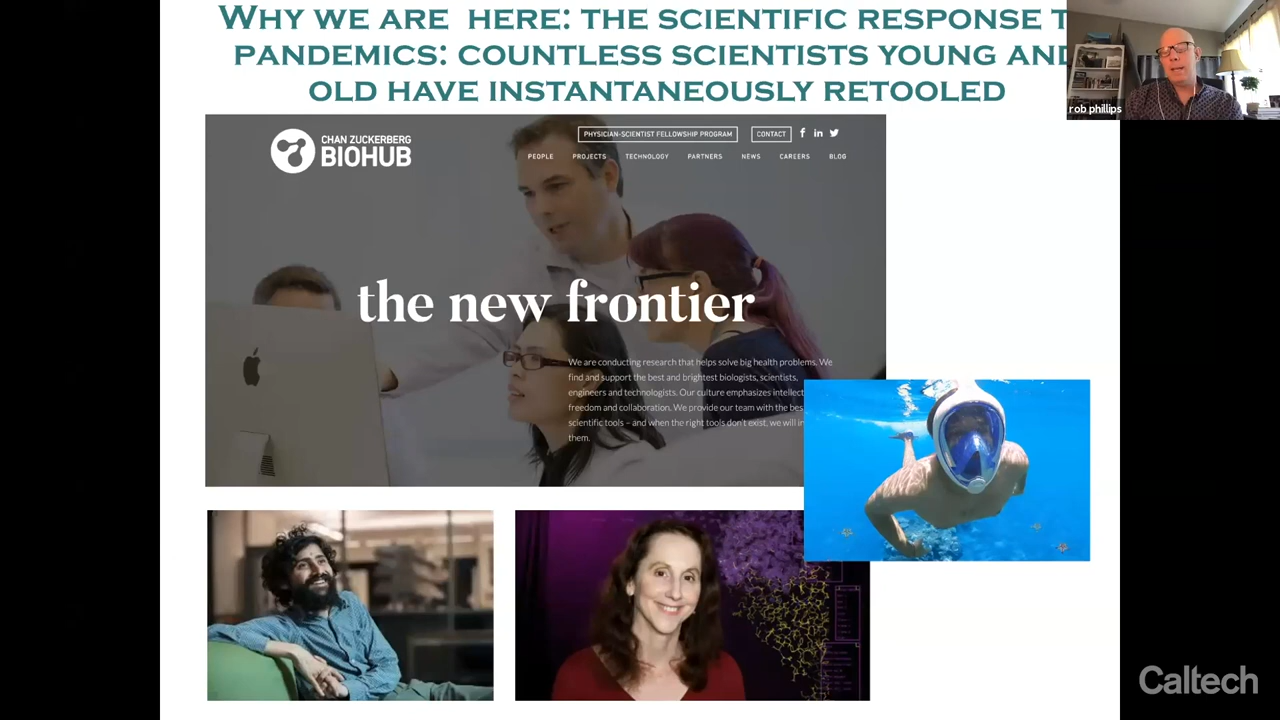 WHY WE ARE HERE: THE SCIENTIFIC RESPONSE T
PANDEMICS: COUNTLESS SCIENTISTS YOUNG AND
OLD HAVE INSTANTANEOUSLY RETOOLED
rob phillips
CHAN ZUCKERBERG
BIOHUB
PHYSICIAN-SCIENTIST FELLOWSHIP PROGRAM CONTACT
PEOPLE PROJECTS TECHNOLOGY PARTNERS NEWS CAREERS BLOG
the new frontier
We are conducting research that helps solve big health problems. We
find and support the best and brightest biologists, scientists,
engineers and technologists. Our culture emphasizes intellect
freedom and collaboration. We provide our team with the bes
scientific tools – and when the right tools don't exist, we will in
them.
Caltech